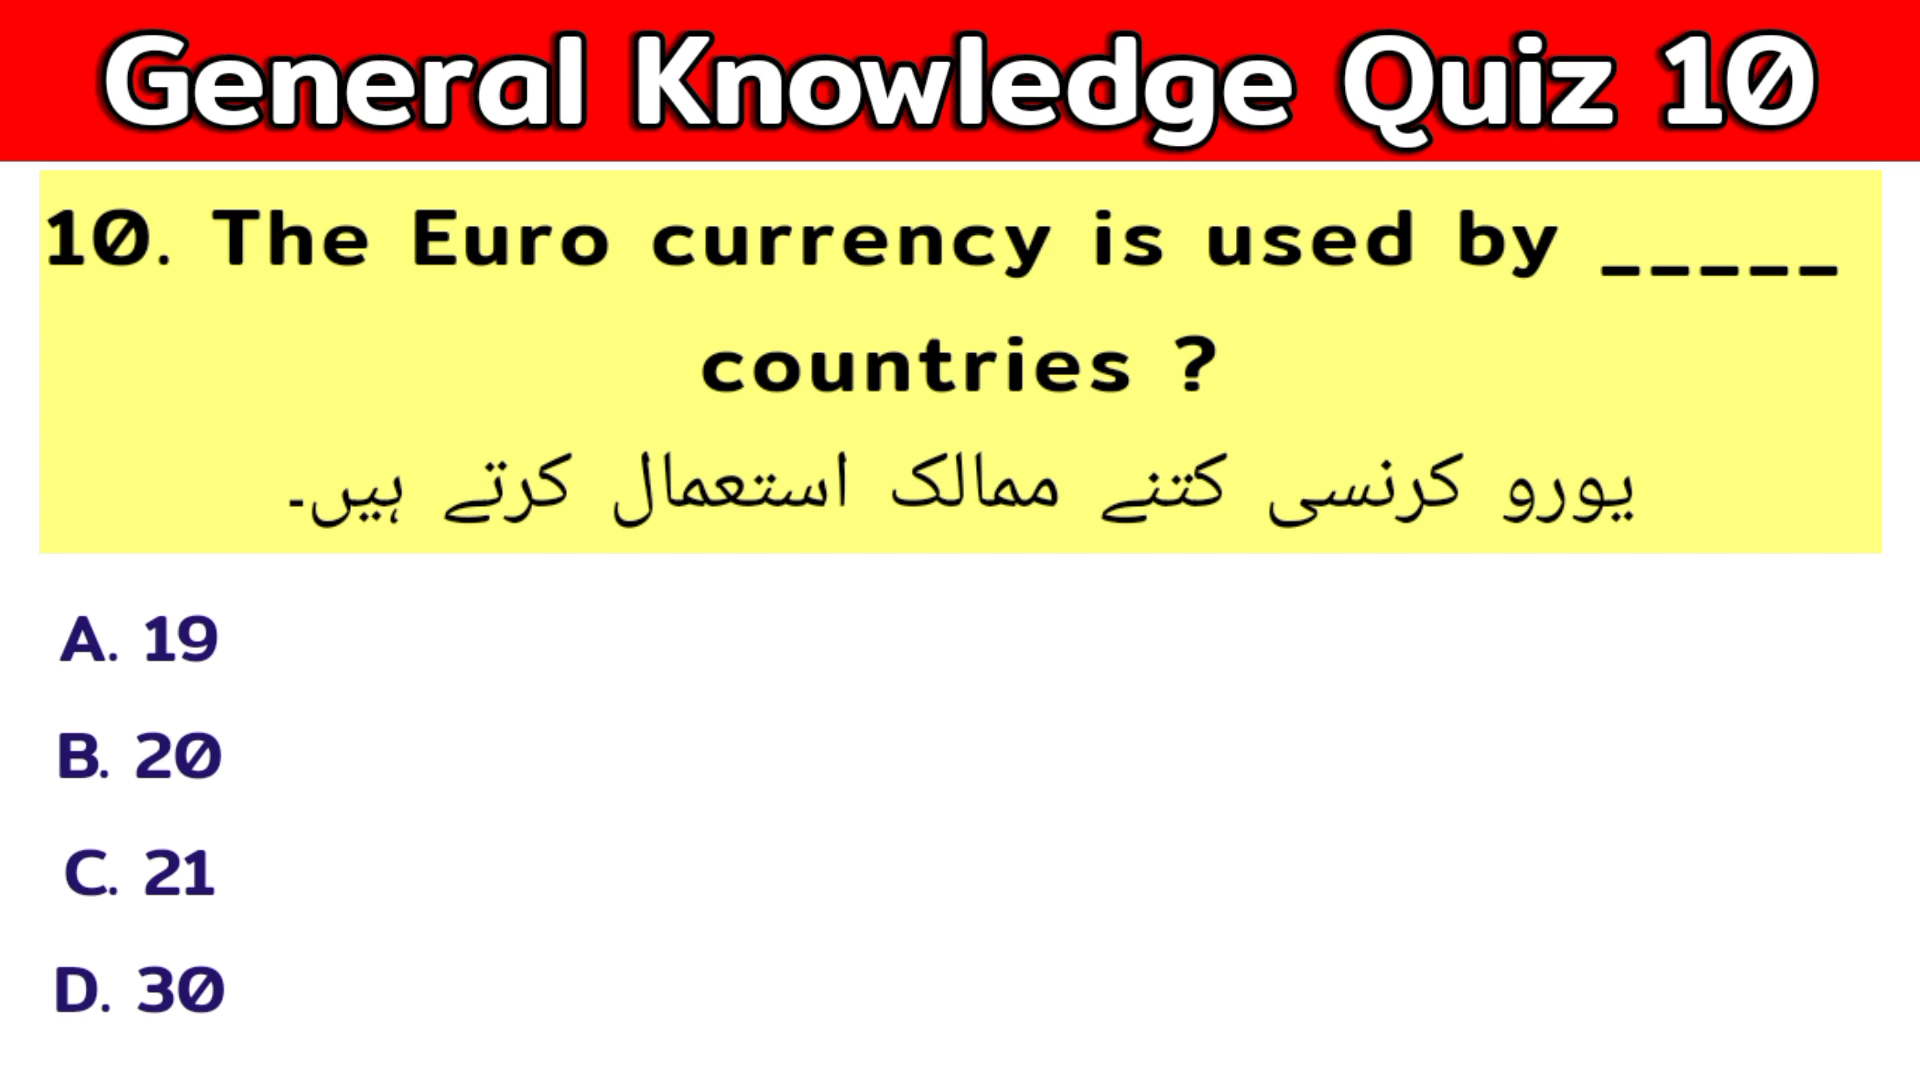 General Knowledge Quiz 10
10. The Euro currency is used by _____
countries ?
یورو کرنسی کتنے ممالک استعمال کرتے ہیں۔
A. 19
B. 20
C. 21
D. 30